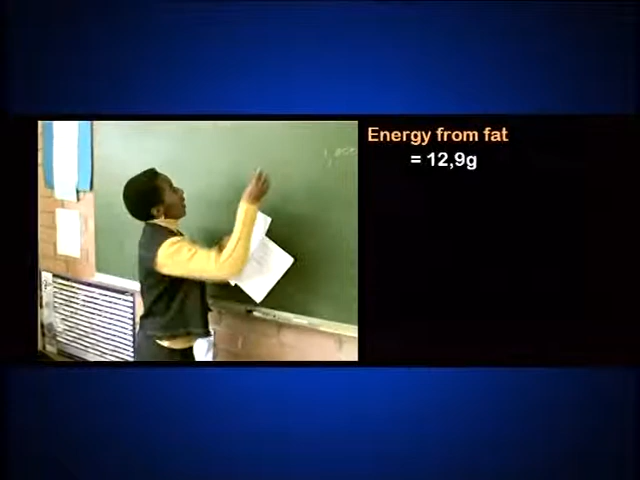 Energy from fat
= 12,9g